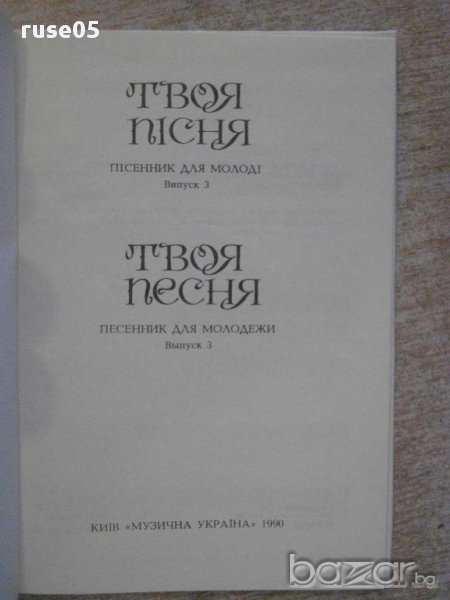 ruse05
ТВОЯ
ПІСНЯ
ПІСЕННИК ДЛЯ МОЛОДІ
Випуск 3
ТВОЯ
ПЕСНЯ
ПЕСЕННИК ДЛЯ МОЛОДЕЖИ
Выпуск 3
КИЇВ «МУЗИЧНА УКРАЇНА» 1990
bazar.bg